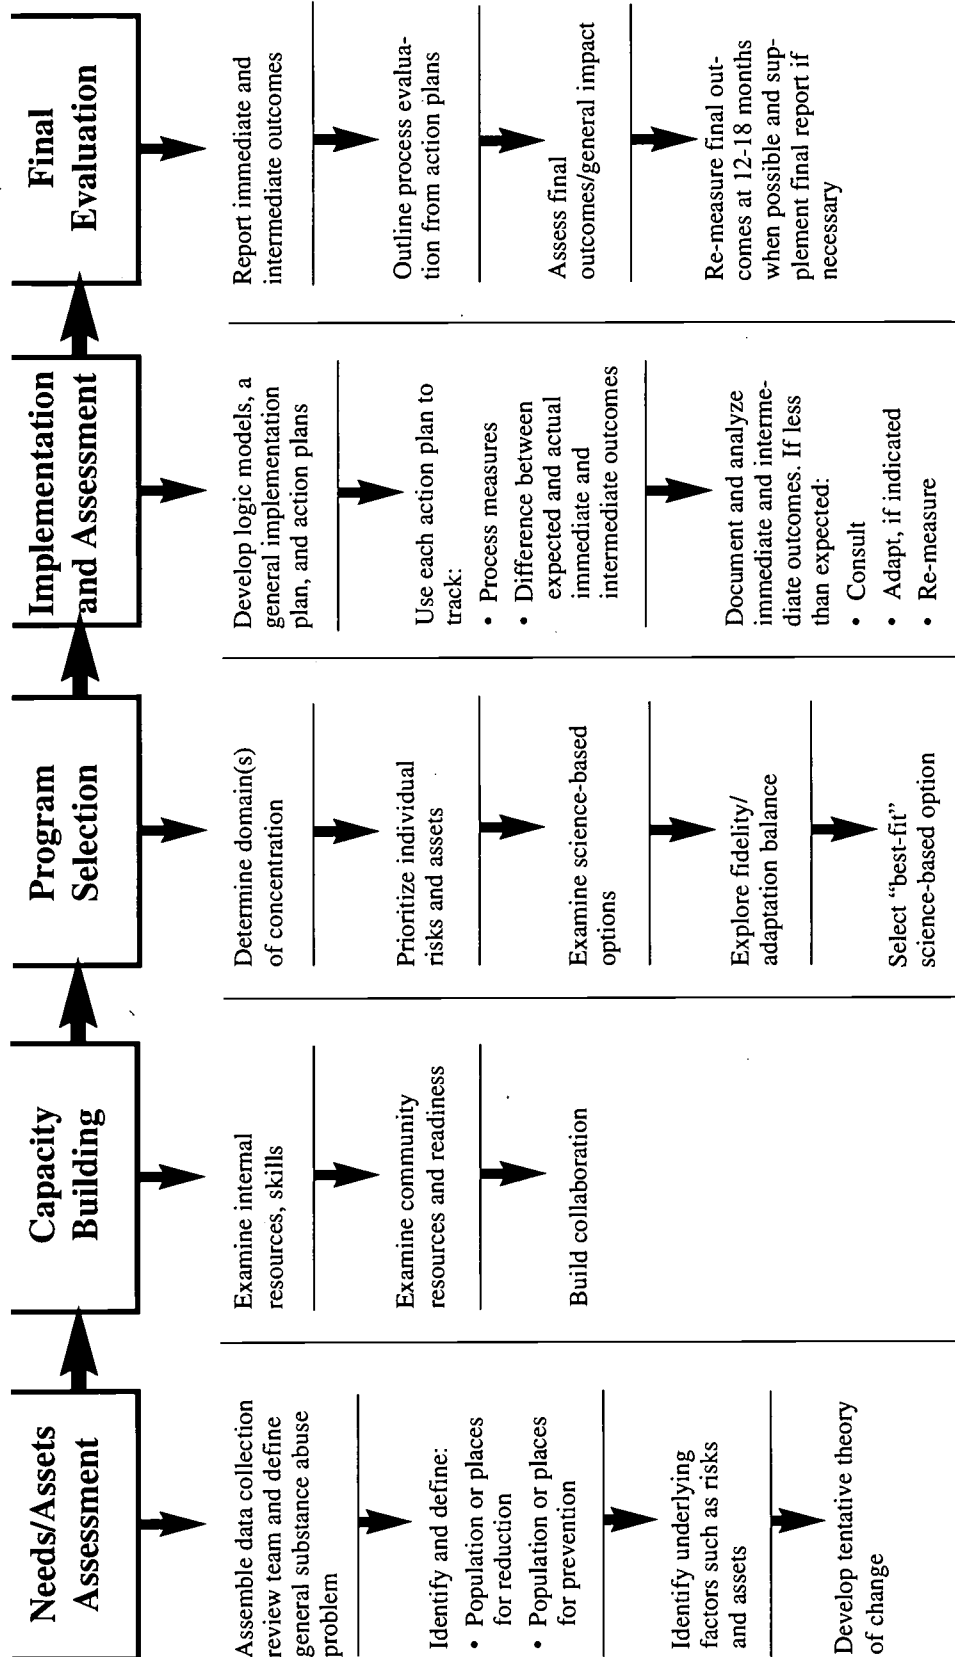 Needs/Assets
Assessment
Assemble data collection
review team and define
general substance abuse
problem
Identify and define:
• Population or places
for reduction
• Population or places
for prevention
Identify underlying
factors such as risks
and assets
Develop tentative theory
of change
Capacity
Building
Examine internal
resources, skills
Examine community
resources and readiness
Build collaboration
Program
Selection
Determine domain(s)
of concentration
Prioritize individual
risks and assets
Examine science-based
options
Explore fidelity/
adaptation balance
Select “best-fit”
science-based option
Implementation
and Assessment
Develop logic models, a
general implementation
plan, and action plans
Use each action plan to
track:
• Process measures
• Difference between
expected and actual
immediate and
intermediate outcomes
Document and analyze
immediate and interme-
diate outcomes. If less
than expected:
• Consult
• Adapt, if indicated
• Re-measure
Final
Evaluation
Report immediate and
intermediate outcomes
Outline process evalua-
tion from action plans
Assess final
outcomes/general impact
Re-measure final out-
comes at 12-18 months
when possible and sup-
plement final report if
necessary